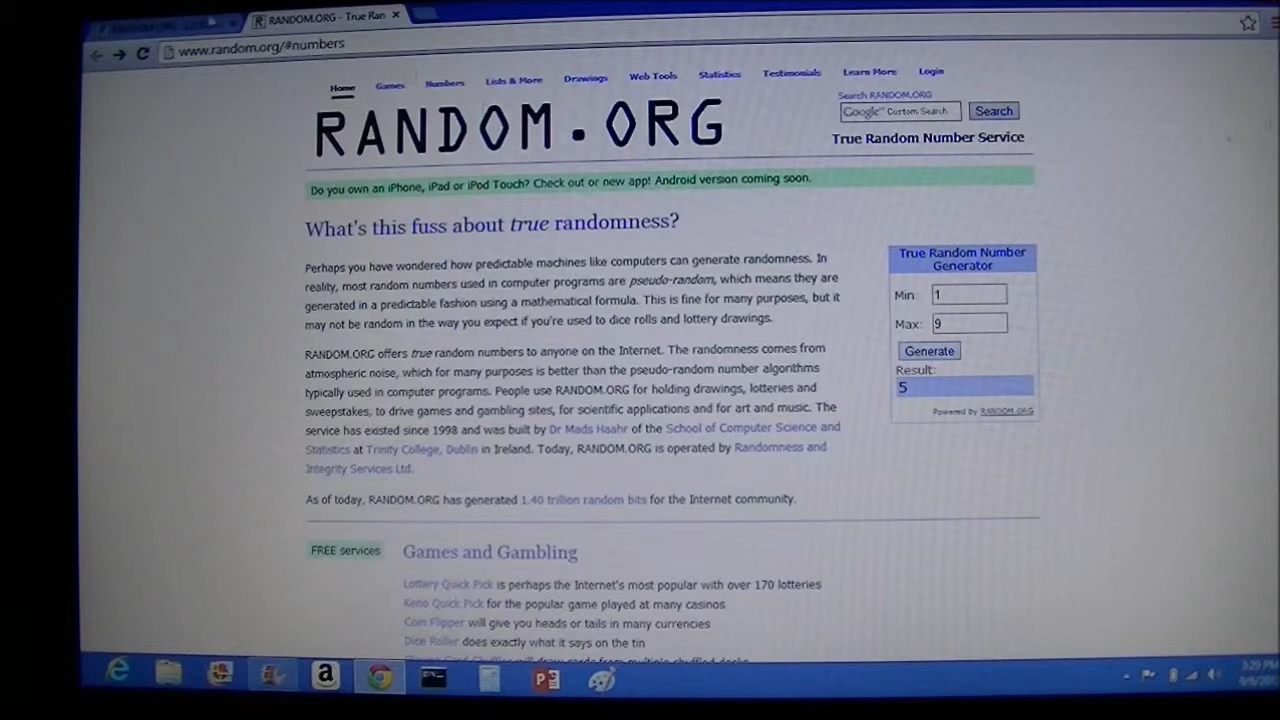 RANDOM.ORG - True Ran
www.random.org/#numbers
Home Games Numbers Lists & More Drawings Web Tools Statistics Testimonials Learn More Login
Search RANDOM.ORG
RANDOM.ORG
Google™ Custom Search Search
True Random Number Service
Do you own an iPhone, iPad or iPod Touch? Check out or new app! Android version coming soon.
What's this fuss about true randomness?
Perhaps you have wondered how predictable machines like computers can generate randomness. In
reality, most random numbers used in computer programs are pseudo-random, which means they are
generated in a predictable fashion using a mathematical formula. This is fine for many purposes, but it
may not be random in the way you expect if you're used to dice rolls and lottery drawings.
RANDOM.ORG offers true random numbers to anyone on the Internet. The randomness comes from
atmospheric noise, which for many purposes is better than the pseudo-random number algorithms
typically used in computer programs. People use RANDOM.ORG for holding drawings, lotteries and
sweepstakes, to drive games and gambling sites, for scientific applications and for art and music. The
service has existed since 1998 and was built by Dr Mads Haahr of the School of Computer Science and
Statistics at Trinity College, Dublin in Ireland. Today, RANDOM.ORG is operated by Randomness and
Integrity Services Ltd.
As of today, RANDOM.ORG has generated 1.40 trillion random bits for the Internet community.
True Random Number
Generator
Min: 1
Max: 9
Generate
Result:
5
Powered by RANDOM.ORG
FREE services
Games and Gambling
Lottery Quick Pick is perhaps the Internet's most popular with over 170 lotteries
Keno Quick Pick for the popular game played at many casinos
Coin Flipper will give you heads or tails in many currencies
Dice Roller does exactly what it says on the tin
3:29 PM